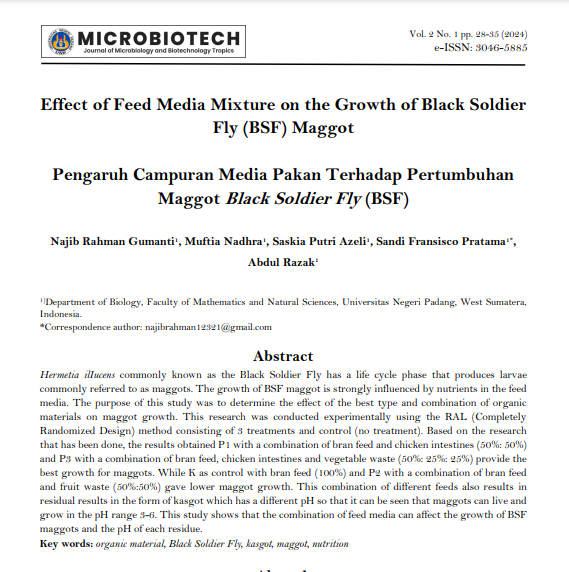 MICROBIOTECH
Journal of Microbiology and Biotechnology Tropics
Vol. 2 No. 1 pp. 28-35 (2024)
e-ISSN: 3046-5885
Effect of Feed Media Mixture on the Growth of Black Soldier
Fly (BSF) Maggot
Pengaruh Campuran Media Pakan Terhadap Pertumbuhan
Maggot Black Soldier Fly (BSF)
Najib Rahman Gumanti¹, Muftia Nadhra¹, Saskia Putri Azeli¹, Sandi Fransisco Pratama¹*,
Abdul Razak¹
¹⁾Department of Biology, Faculty of Mathematics and Natural Sciences, Universitas Negeri Padang, West Sumatera,
Indonesia.
*Correspondence author: najibrahman12321@gmail.com
Abstract
Hermetia illucens commonly known as the Black Soldier Fly has a life cycle phase that produces larvae
commonly referred to as maggots. The growth of BSF maggot is strongly influenced by nutrients in the feed
media. The purpose of this study was to determine the effect of the best type and combination of organic
materials on maggot growth. This research was conducted experimentally using the RAL (Completely
Randomized Design) method consisting of 3 treatments and control (no treatment). Based on the research
that has been done, the results obtained P1 with a combination of bran feed and chicken intestines (50%: 50%)
and P3 with a combination of bran feed, chicken intestines and vegetable waste (50%: 25%: 25%) provide the
best growth for maggots. While K as control with bran feed (100%) and P2 with a combination of bran feed
and fruit waste (50%:50%) gave lower maggot growth. This combination of different feeds also results in
residual results in the form of kasgot which has a different pH so that it can be seen that maggots can live and
grow in the pH range 3-6. This study shows that the combination of feed media can affect the growth of BSF
maggots and the pH of each residue.
Key words: organic material, Black Soldier Fly, kasgot, maggot, nutrition